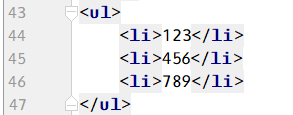 43 <ul>
44 <li>123</li>
45 <li>456</li>
46 <li>789</li>
47 </ul>